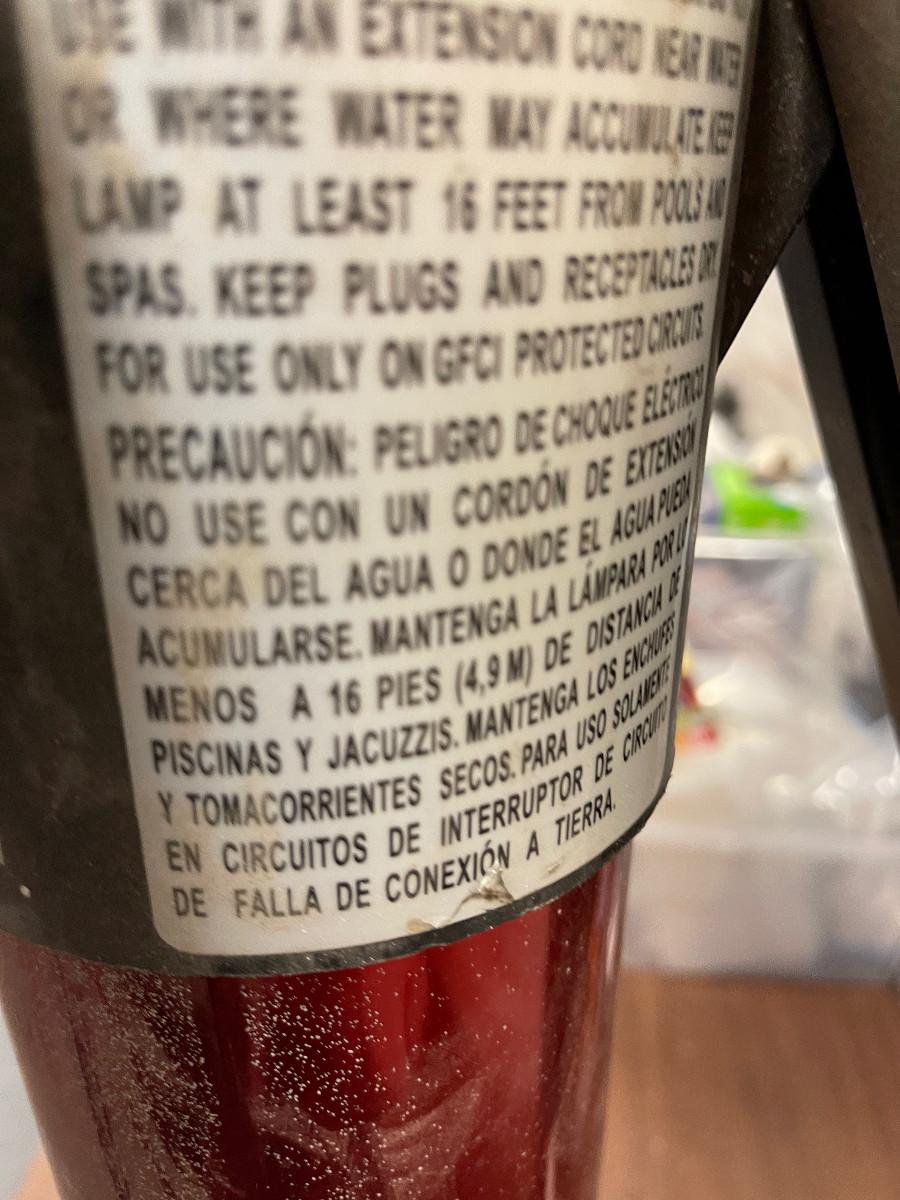 USE WITH AN EXTENSION CORD NEAR WATER
OR WHERE WATER MAY ACCUMULATE KEEP
LAMP AT LEAST 16 FEET FROM POOLS AND
SPAS. KEEP PLUGS AND RECEPTACLES DRY.
FOR USE ONLY ON GFCI PROTECTED CIRCUITS.
PRECAUCIÓN: PELIGRO DE CHOQUE ELÉCTRICO
NO USE CON UN CORDÓN DE EXTENSIÓN
CERCA DEL AGUA O DONDE EL AGUA PUEDA
ACUMULARSE. MANTENGA LA LÁMPARA POR LO
MENOS A 16 PIES (4,9 M) DE DISTANCIA DE
PISCINAS Y JACUZZIS. MANTENGA LOS ENCHUFES
Y TOMACORRIENTES SECOS. PARA USO SOLAMENTE
EN CIRCUITOS DE INTERRUPTOR DE CIRCUITO
DE FALLA DE CONEXIÓN A TIERRA.